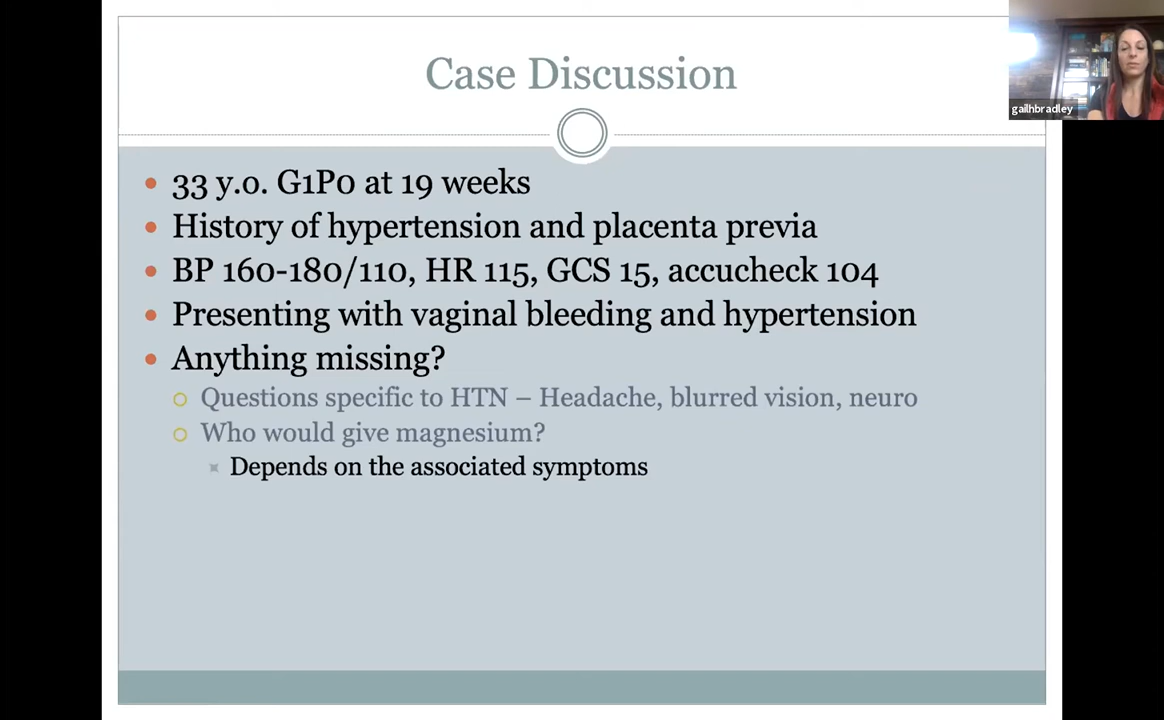 Case Discussion
gailhbradley
33 y.o. G1P0 at 19 weeks
History of hypertension and placenta previa
BP 160-180/110, HR 115, GCS 15, accucheck 104
Presenting with vaginal bleeding and hypertension
Anything missing?
Questions specific to HTN – Headache, blurred vision, neuro
Who would give magnesium?
Depends on the associated symptoms